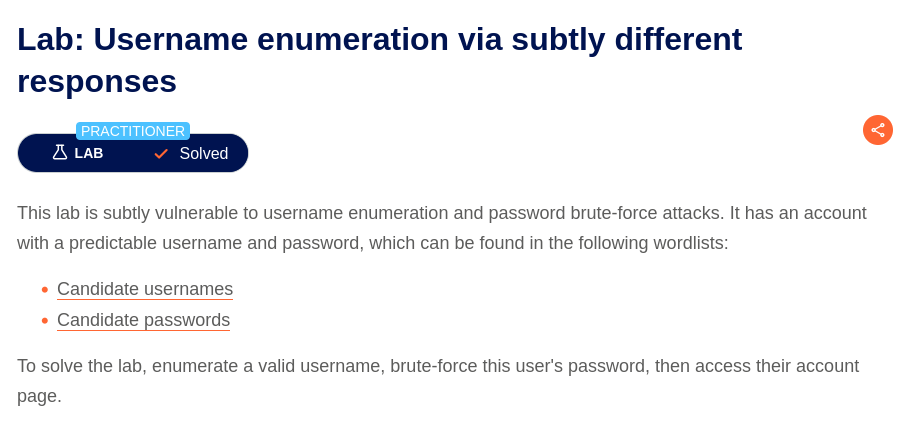 Lab: Username enumeration via subtly different
responses
PRACTITIONER
LAB Solved
This lab is subtly vulnerable to username enumeration and password brute-force attacks. It has an account
with a predictable username and password, which can be found in the following wordlists:
Candidate usernames
Candidate passwords
To solve the lab, enumerate a valid username, brute-force this user's password, then access their account
page.